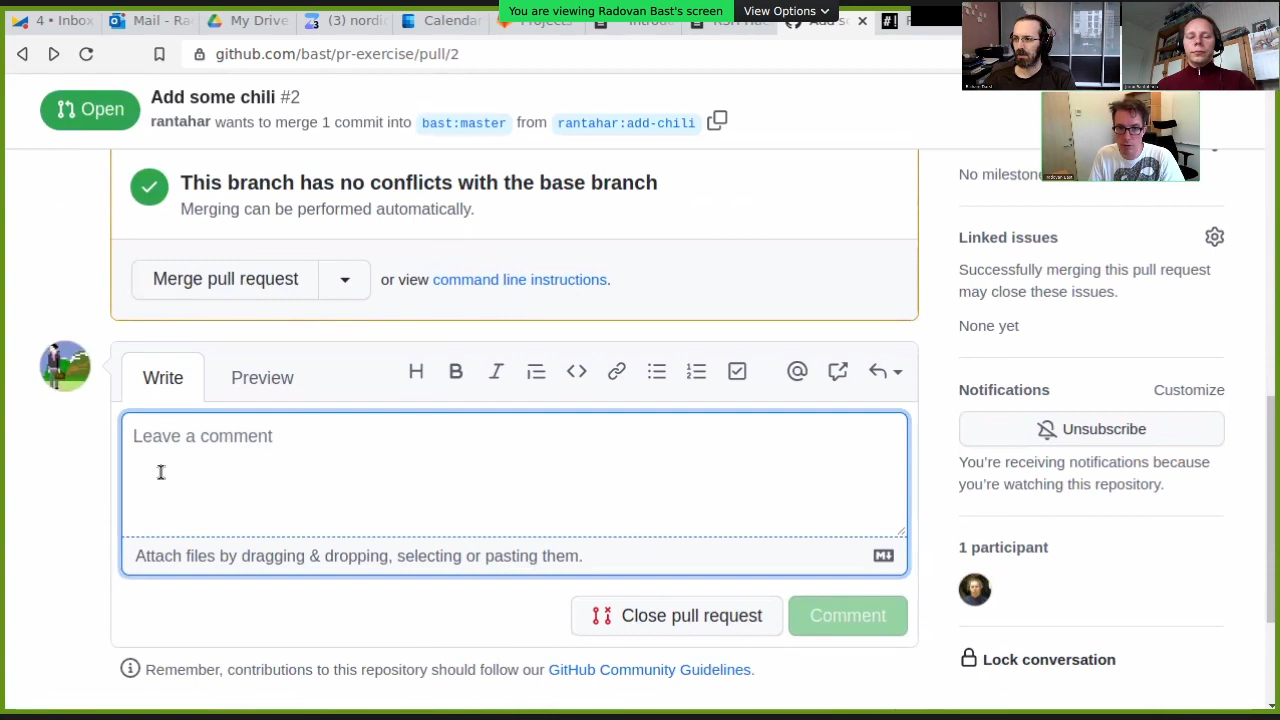 You are viewing Radovan Bast's screen
View Options
4 • Inbox
Mail - Ra
My Drive
(3) nord
Calenda
Projects
Add s
github.com/bast/pr-exercise/pull/2
Open
Add some chili #2
rantahar wants to merge 1 commit into bast:master from rantahar:add-chili
This branch has no conflicts with the base branch
Merging can be performed automatically.
Merge pull request
or view command line instructions.
Write
Preview
Leave a comment
Attach files by dragging & dropping, selecting or pasting them.
Close pull request
Comment
Remember, contributions to this repository should follow our GitHub Community Guidelines.
No milestone
Linked issues
Successfully merging this pull request
may close these issues.
None yet
Notifications
Customize
Unsubscribe
You're receiving notifications because
you're watching this repository.
1 participant
Lock conversation